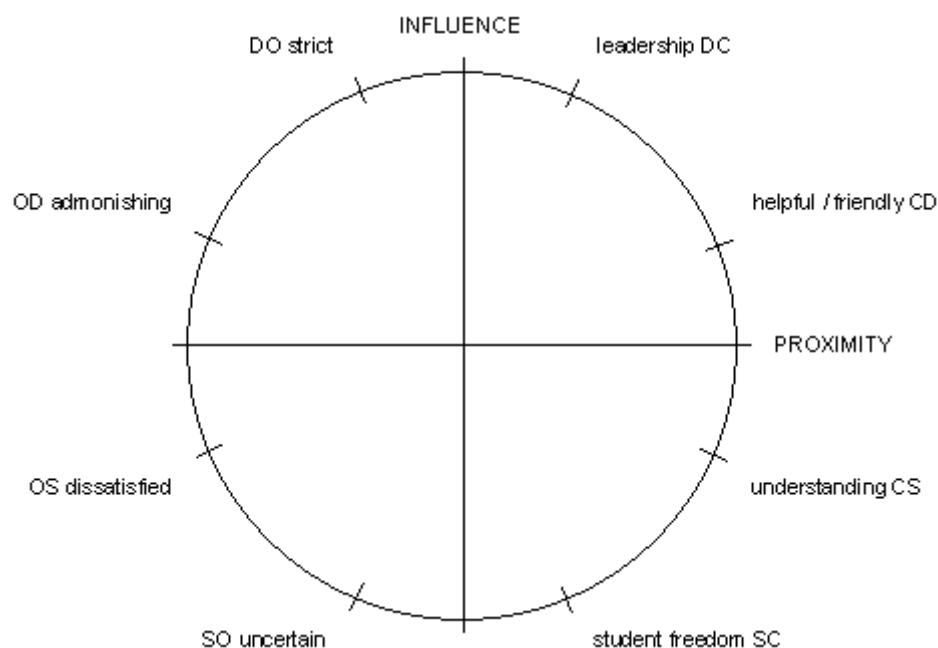 INFLUENCE
DO strict
leadership DC
OD admonishing
helpful / friendly CD
PROXIMITY
OS dissatisfied
understanding CS
SO uncertain
student freedom SC